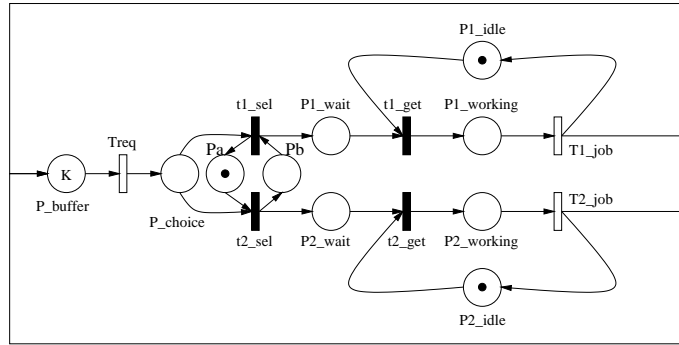 P1_idle
t1_sel
P1_wait
t1_get
P1_working
Treq
Pa
Pb
T1_job
K
P_buffer
P_choice
T2_job
t2_sel
P2_wait
t2_get
P2_working
P2_idle